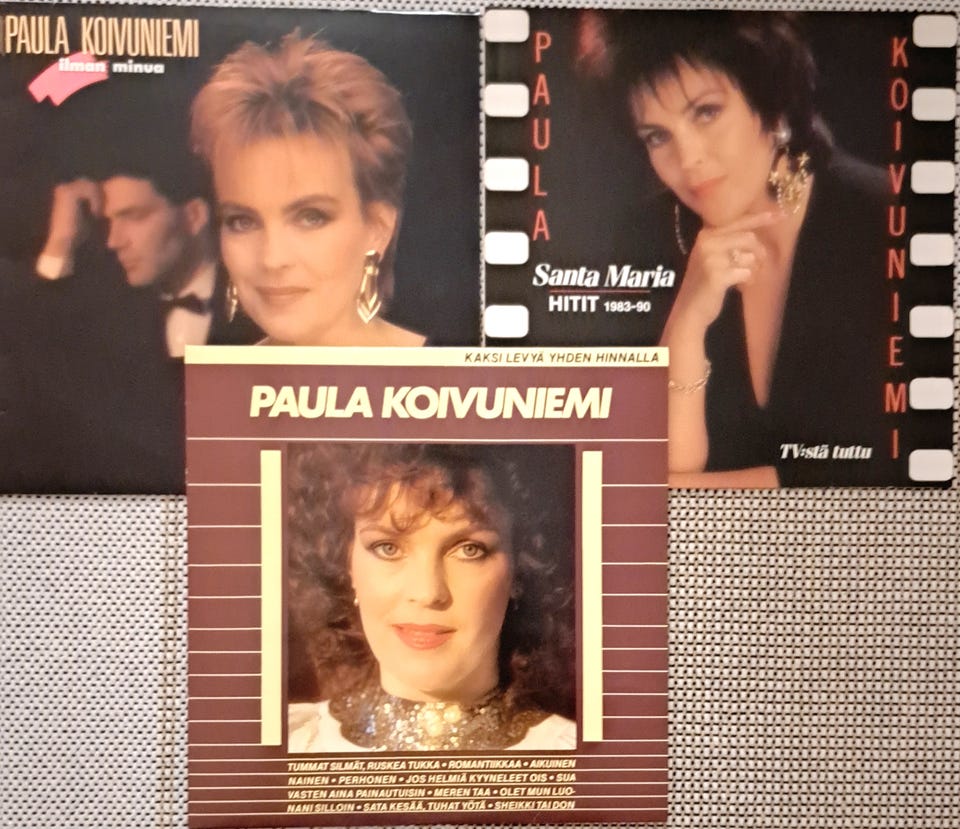 PAULA KOIVUNIEMI
ilman minua
PAULA
KOIVUNIEMI
Santa Maria
HITIT 1983-90
TV:stä tuttu
KAKSI LEVYÄ YHDEN HINNALLA
PAULA KOIVUNIEMI
TUMMAT SILMÄT, RUSKEA TUKKA • ROMANTIIKKAA • AIKUINEN
NAINEN • PERHONEN • JOS HELMIÄ KYYNELEET OIS • SUA
VASTEN AINA PAINAUTUISIN • MEREN TAA • OLET MUN LUO-
NANI SILLOIN • SATA KESÄÄ, TUHAT YÖTÄ • SHEIKKI TAI DON